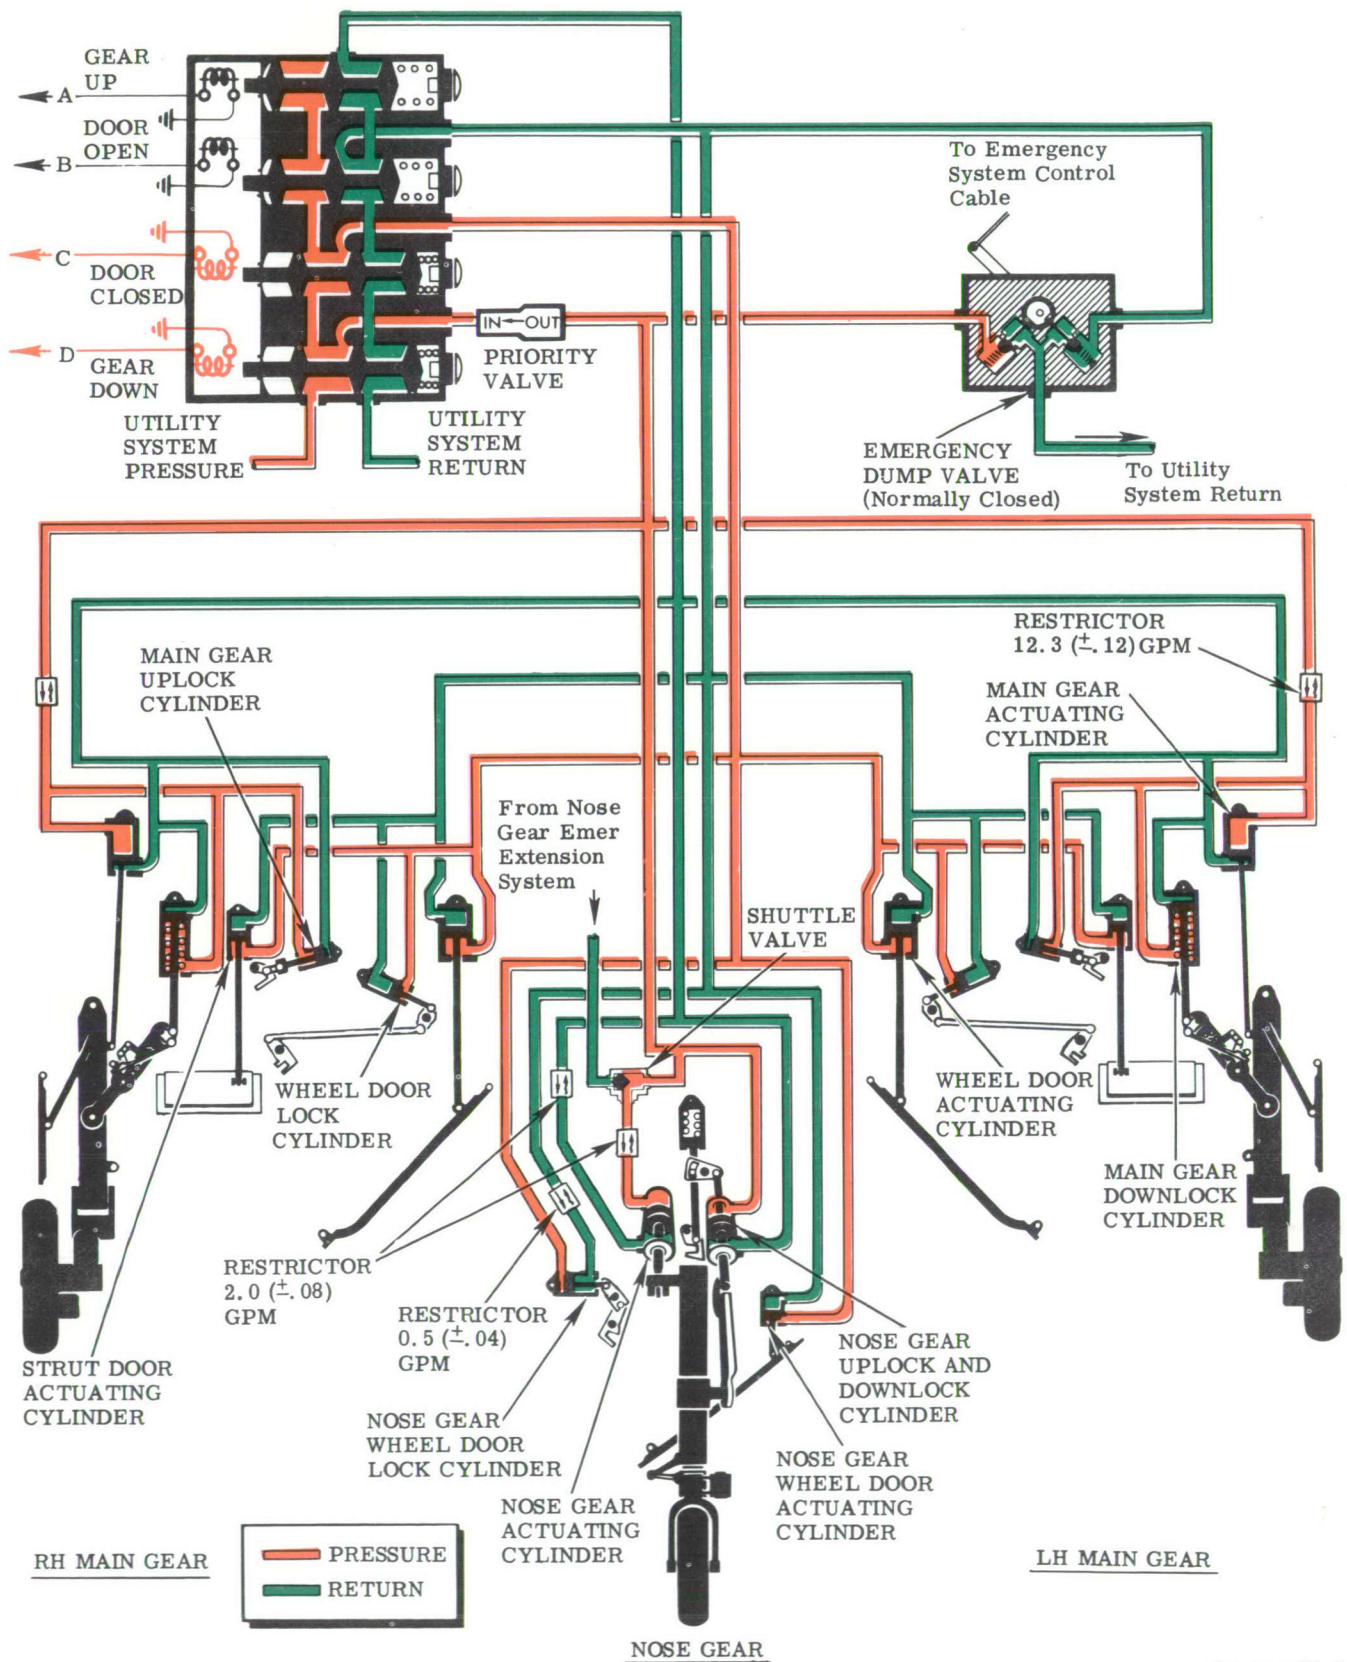 GEAR
UP
A
DOOR
OPEN
B
C
DOOR
CLOSED
D
GEAR
DOWN
UTILITY
SYSTEM
PRESSURE
UTILITY
SYSTEM
RETURN
IN←OUT
PRIORITY
VALVE
To Emergency
System Control
Cable
EMERGENCY
DUMP VALVE
(Normally Closed)
To Utility
System Return
RESTRICTOR
12.3 (±.12) GPM
MAIN GEAR
UPLOCK
CYLINDER
MAIN GEAR
ACTUATING
CYLINDER
From Nose
Gear Emer
Extension
System
SHUTTLE
VALVE
WHEEL DOOR
LOCK
CYLINDER
WHEEL DOOR
ACTUATING
CYLINDER
MAIN GEAR
DOWNLOCK
CYLINDER
RESTRICTOR
2.0 (±.08)
GPM
RESTRICTOR
0.5 (±.04)
GPM
STRUT DOOR
ACTUATING
CYLINDER
NOSE GEAR
UPLOCK AND
DOWNLOCK
CYLINDER
NOSE GEAR
WHEEL DOOR
LOCK CYLINDER
NOSE GEAR
WHEEL DOOR
ACTUATING
CYLINDER
NOSE GEAR
ACTUATING
CYLINDER
RH MAIN GEAR
PRESSURE
RETURN
LH MAIN GEAR
NOSE GEAR